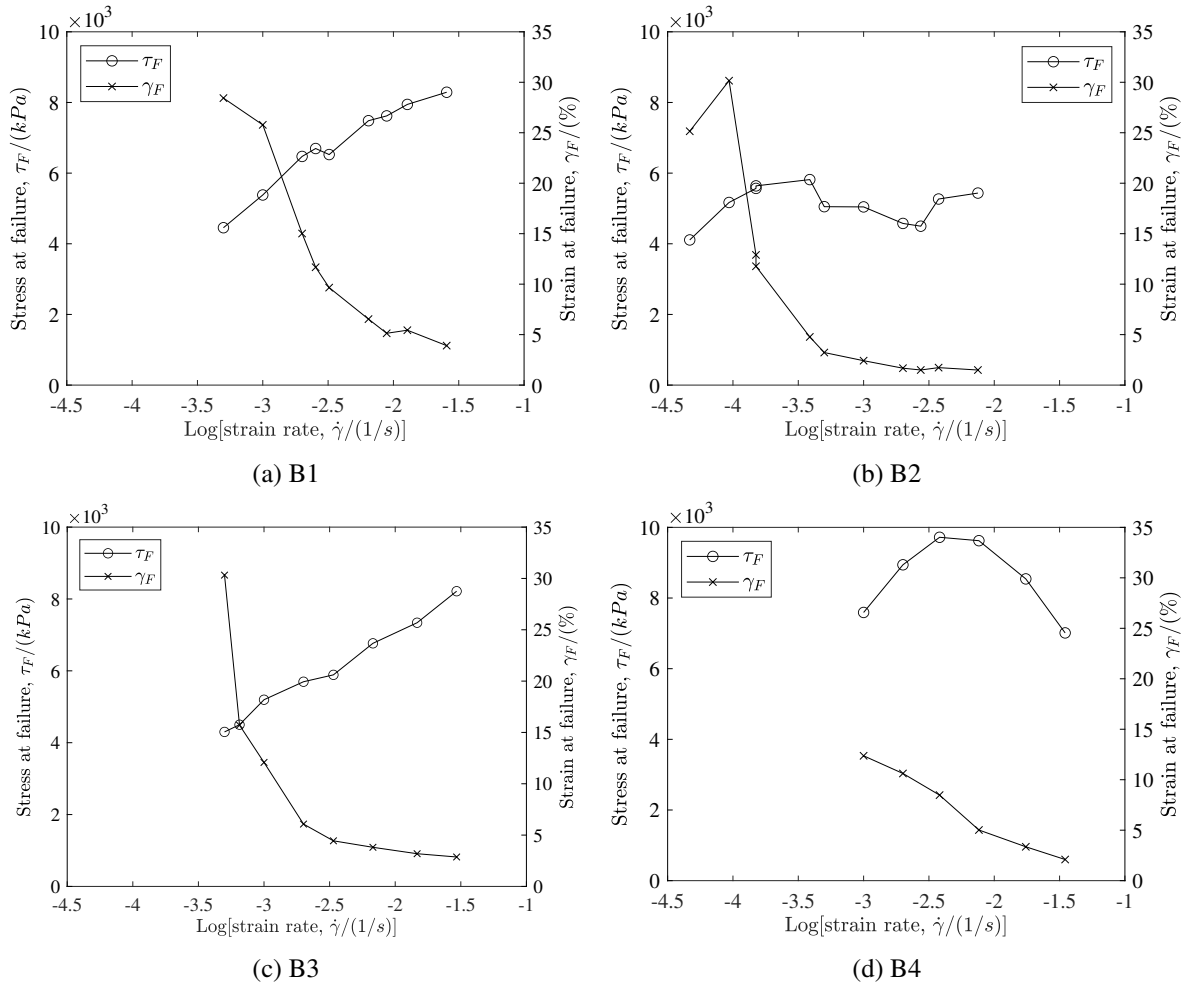 ×10³
10
8
6
4
2
0
Stress at failure, τ_F/(kPa)
τ_F
γ_F
35
30
25
20
15
10
5
0
Strain at failure, γ_F/(%)
-4.5 -4 -3.5 -3 -2.5 -2 -1.5 -1
Log[strain rate, γ̇/(1/s)]
(a) B1
×10³
10
8
6
4
2
0
Stress at failure, τ_F/(kPa)
τ_F
γ_F
35
30
25
20
15
10
5
0
Strain at failure, γ_F/(%)
-4.5 -4 -3.5 -3 -2.5 -2 -1.5 -1
Log[strain rate, γ̇/(1/s)]
(b) B2
×10³
10
8
6
4
2
0
Stress at failure, τ_F/(kPa)
τ_F
γ_F
35
30
25
20
15
10
5
0
Strain at failure, γ_F/(%)
-4.5 -4 -3.5 -3 -2.5 -2 -1.5 -1
Log[strain rate, γ̇/(1/s)]
(c) B3
×10³
10
8
6
4
2
0
Stress at failure, τ_F/(kPa)
τ_F
γ_F
35
30
25
20
15
10
5
0
Strain at failure, γ_F/(%)
-4.5 -4 -3.5 -3 -2.5 -2 -1.5 -1
Log[strain rate, γ̇/(1/s)]
(d) B4